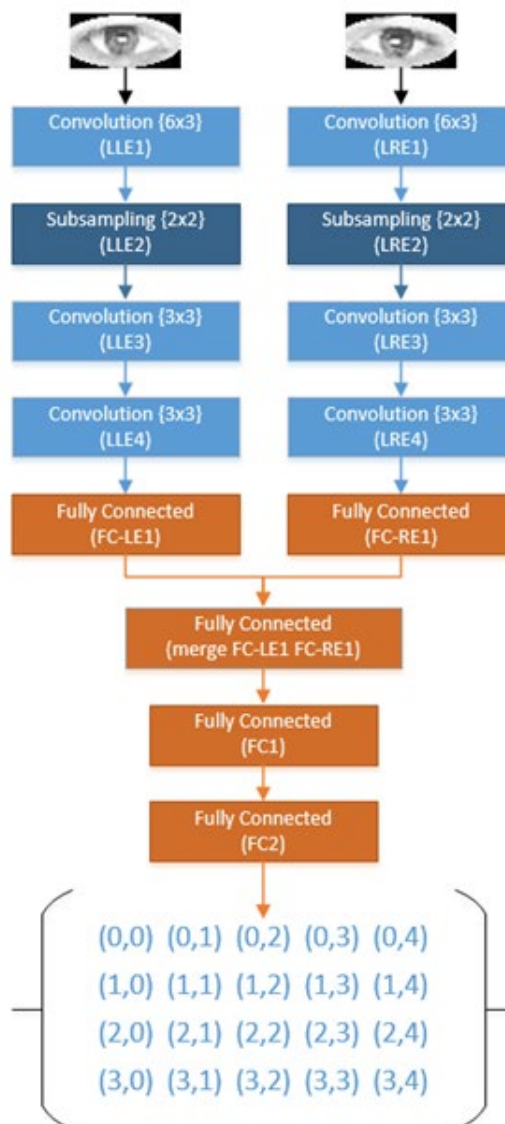 Convolution {6x3}
(LLE1)
Convolution {6x3}
(LRE1)
Subsampling {2x2}
(LLE2)
Subsampling {2x2}
(LRE2)
Convolution {3x3}
(LLE3)
Convolution {3x3}
(LRE3)
Convolution {3x3}
(LLE4)
Convolution {3x3}
(LRE4)
Fully Connected
(FC-LE1)
Fully Connected
(FC-RE1)
Fully Connected
(merge FC-LE1 FC-RE1)
Fully Connected
(FC1)
Fully Connected
(FC2)
(0,0) (0,1) (0,2) (0,3) (0,4)
(1,0) (1,1) (1,2) (1,3) (1,4)
(2,0) (2,1) (2,2) (2,3) (2,4)
(3,0) (3,1) (3,2) (3,3) (3,4)